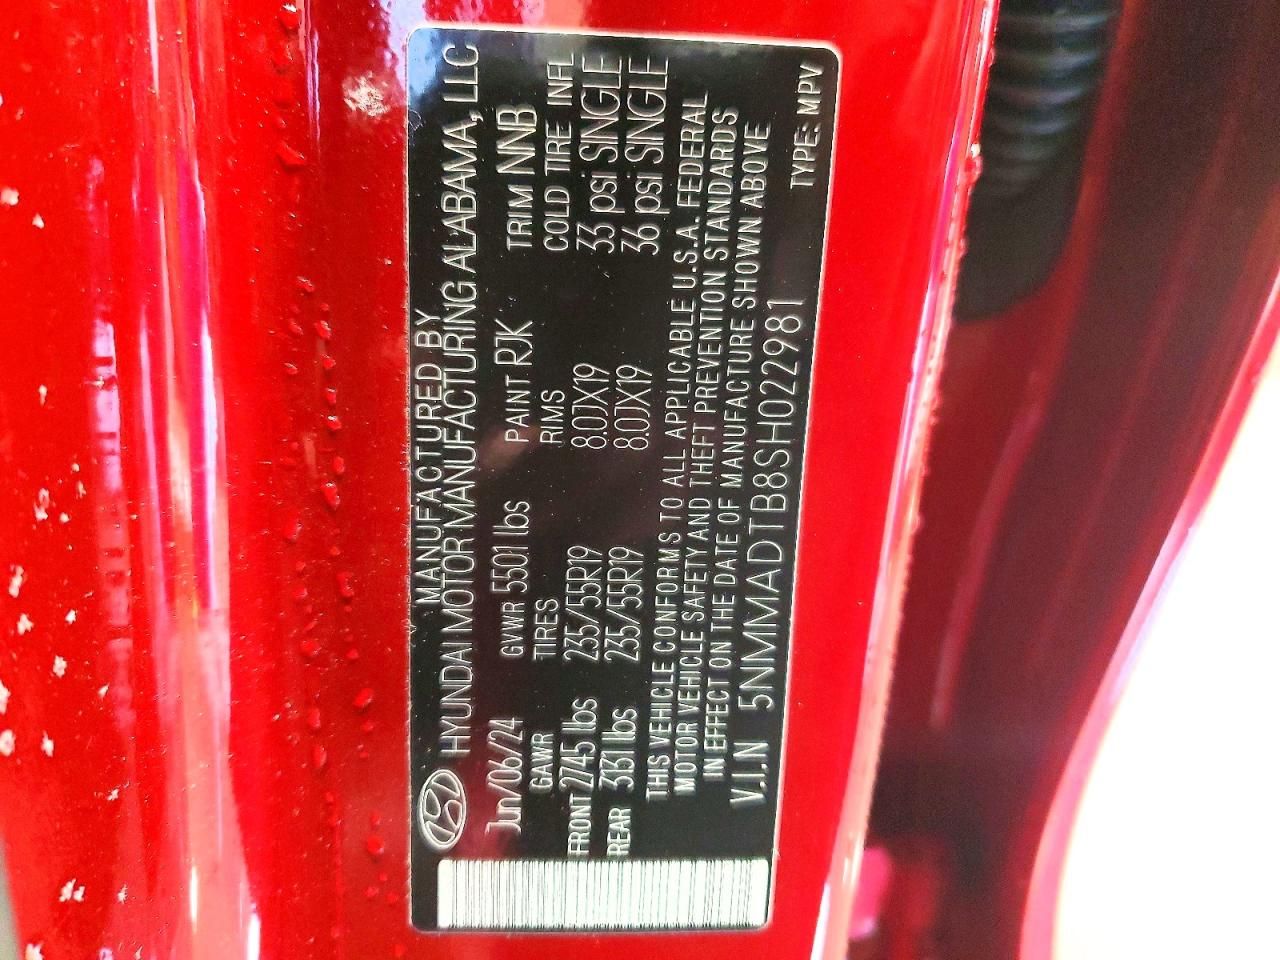 MANUFACTURED BY
HYUNDAI MOTOR MANUFACTURING ALABAMA, LLC
Jun/06/24 GVWR 5501 lbs PAINT RJK TRIM NNB
GAWR TIRES RIMS COLD TIRE INFL
FRONT 2745 lbs 235/55R19 8.0JX19 33 psi SINGLE
REAR 3131 lbs 235/55R19 8.0JX19 36 psi SINGLE
THIS VEHICLE CONFORMS TO ALL APPLICABLE U.S.A. FEDERAL
MOTOR VEHICLE SAFETY AND THEFT PREVENTION STANDARDS
IN EFFECT ON THE DATE OF MANUFACTURE SHOWN ABOVE
V.I.N 5NMMADTB8SH022981 TYPE: MPV